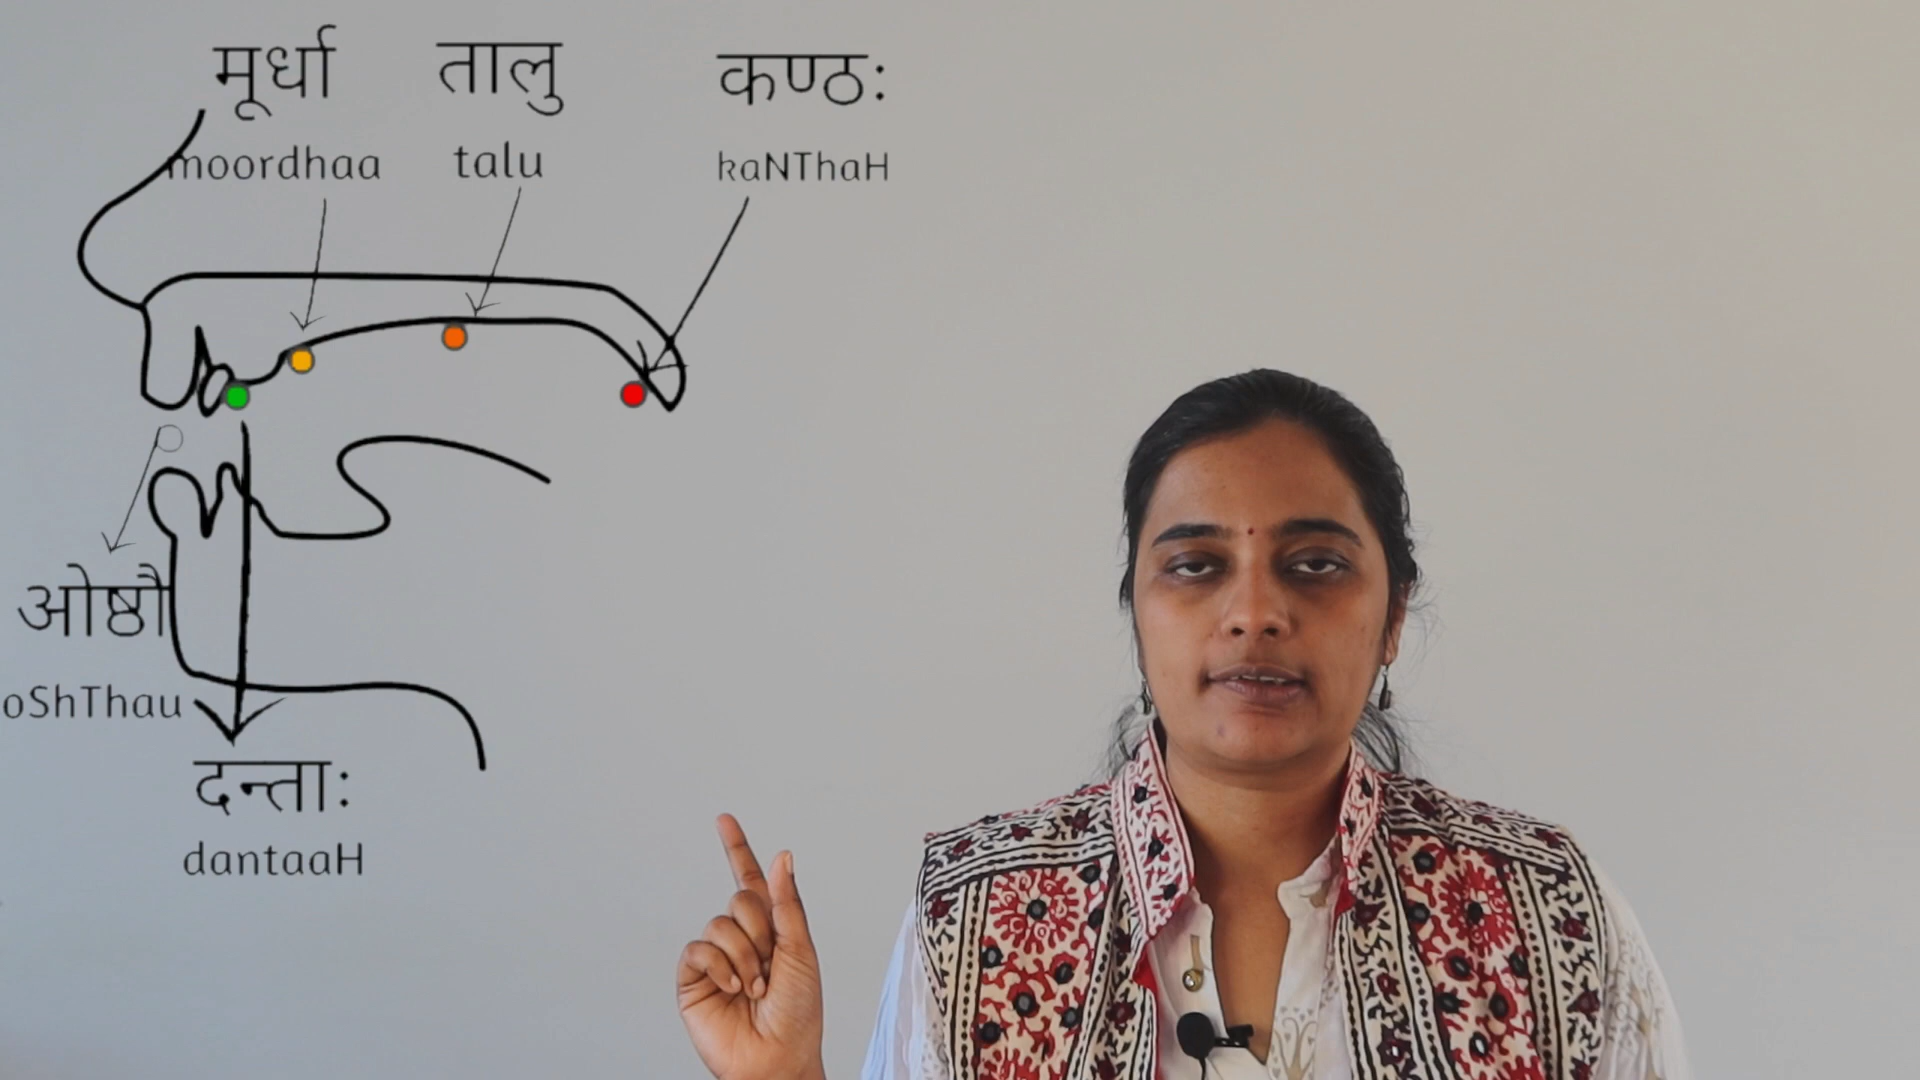 मूर्धा तालु कण्ठः
moordhaa talu kaNThaH
ओष्ठौ
oShThau
दन्ताः
dantaaH